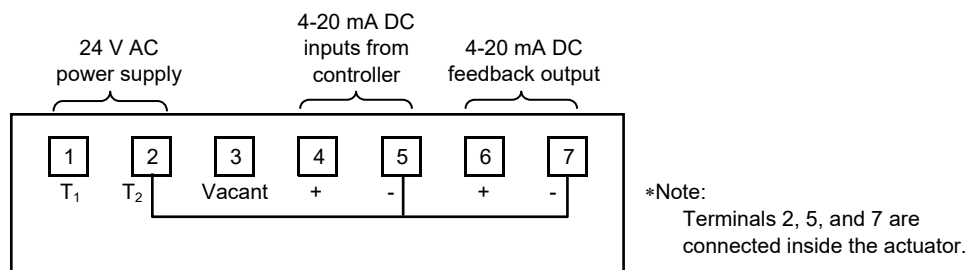 24 V AC
power supply
4-20 mA DC
inputs from
controller
4-20 mA DC
feedback output
1 2 3 4 5 6 7
T₁ T₂ Vacant + - + -
∗Note:
Terminals 2, 5, and 7 are
connected inside the actuator.